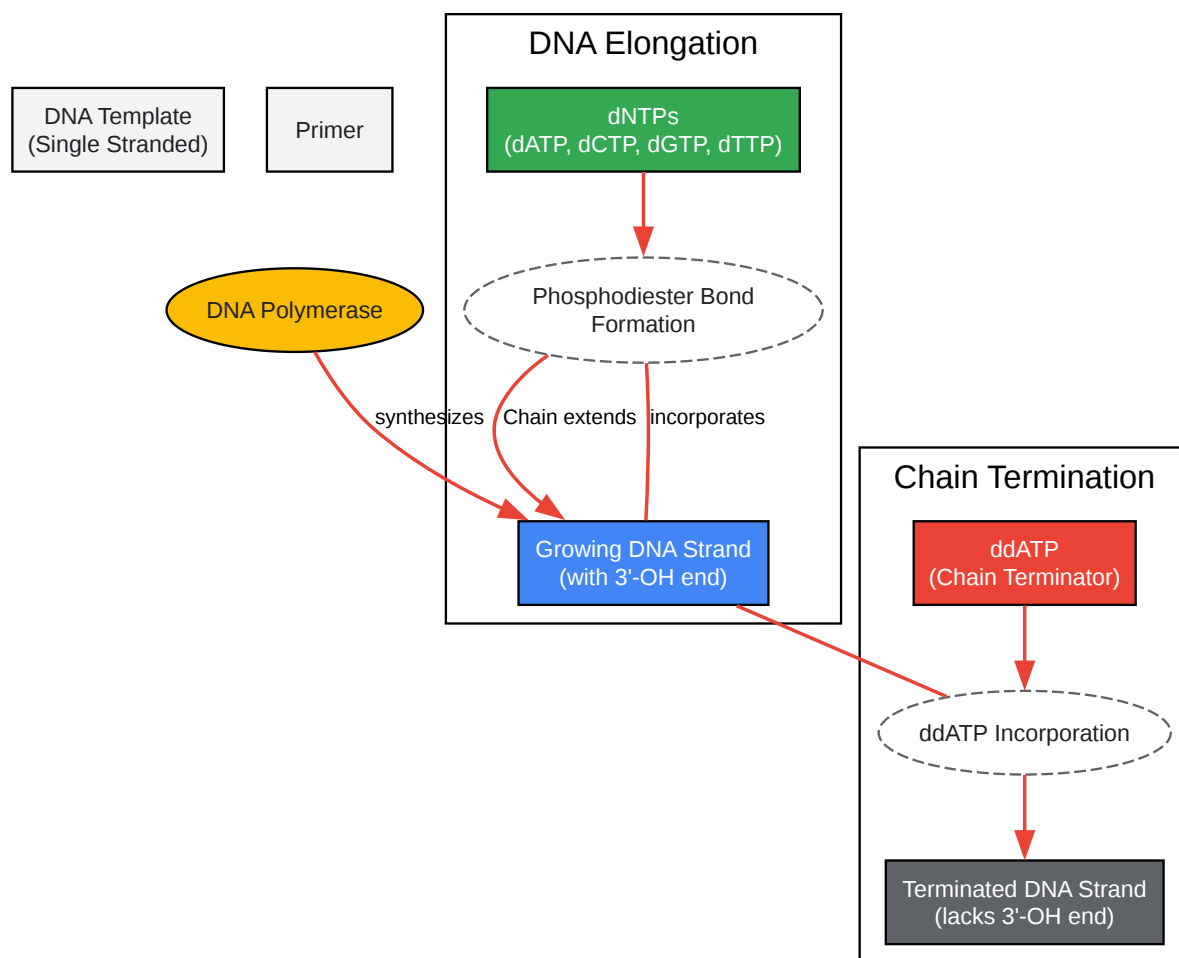 DNA Elongation
DNA Template
(Single Stranded)
Primer
dNTPs
(dATP, dCTP, dGTP, dTTP)
DNA Polymerase
Phosphodiester Bond
Formation
synthesizes
Chain extends
incorporates
Growing DNA Strand
(with 3'-OH end)
Chain Termination
ddATP
(Chain Terminator)
ddATP Incorporation
Terminated DNA Strand
(lacks 3'-OH end)